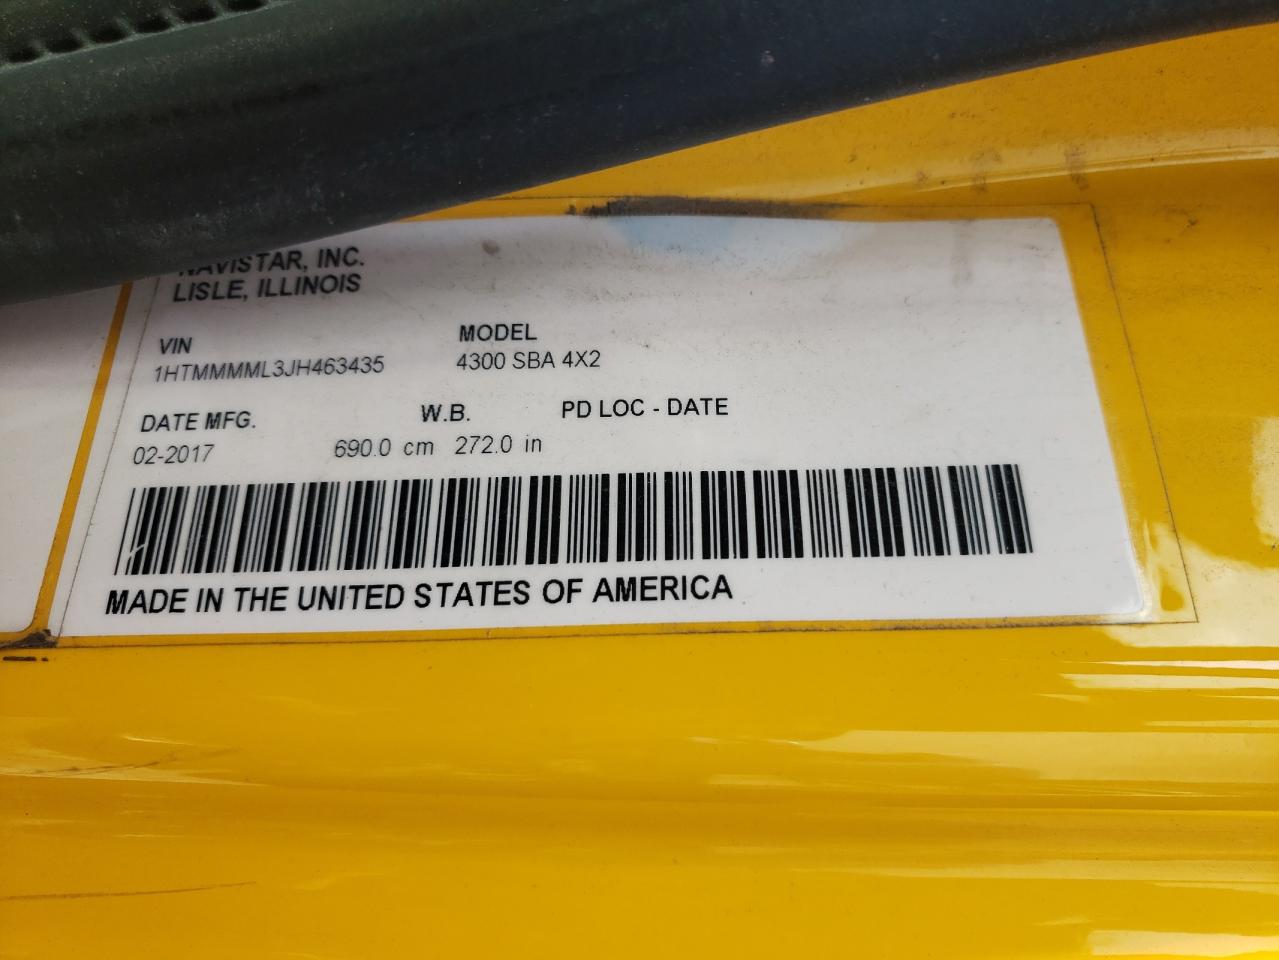 NAVISTAR, INC.
LISLE, ILLINOIS
VIN MODEL
1HTMMMML3JH463435 4300 SBA 4X2
DATE MFG. W.B. PD LOC - DATE
02-2017 690.0 cm 272.0 in
MADE IN THE UNITED STATES OF AMERICA